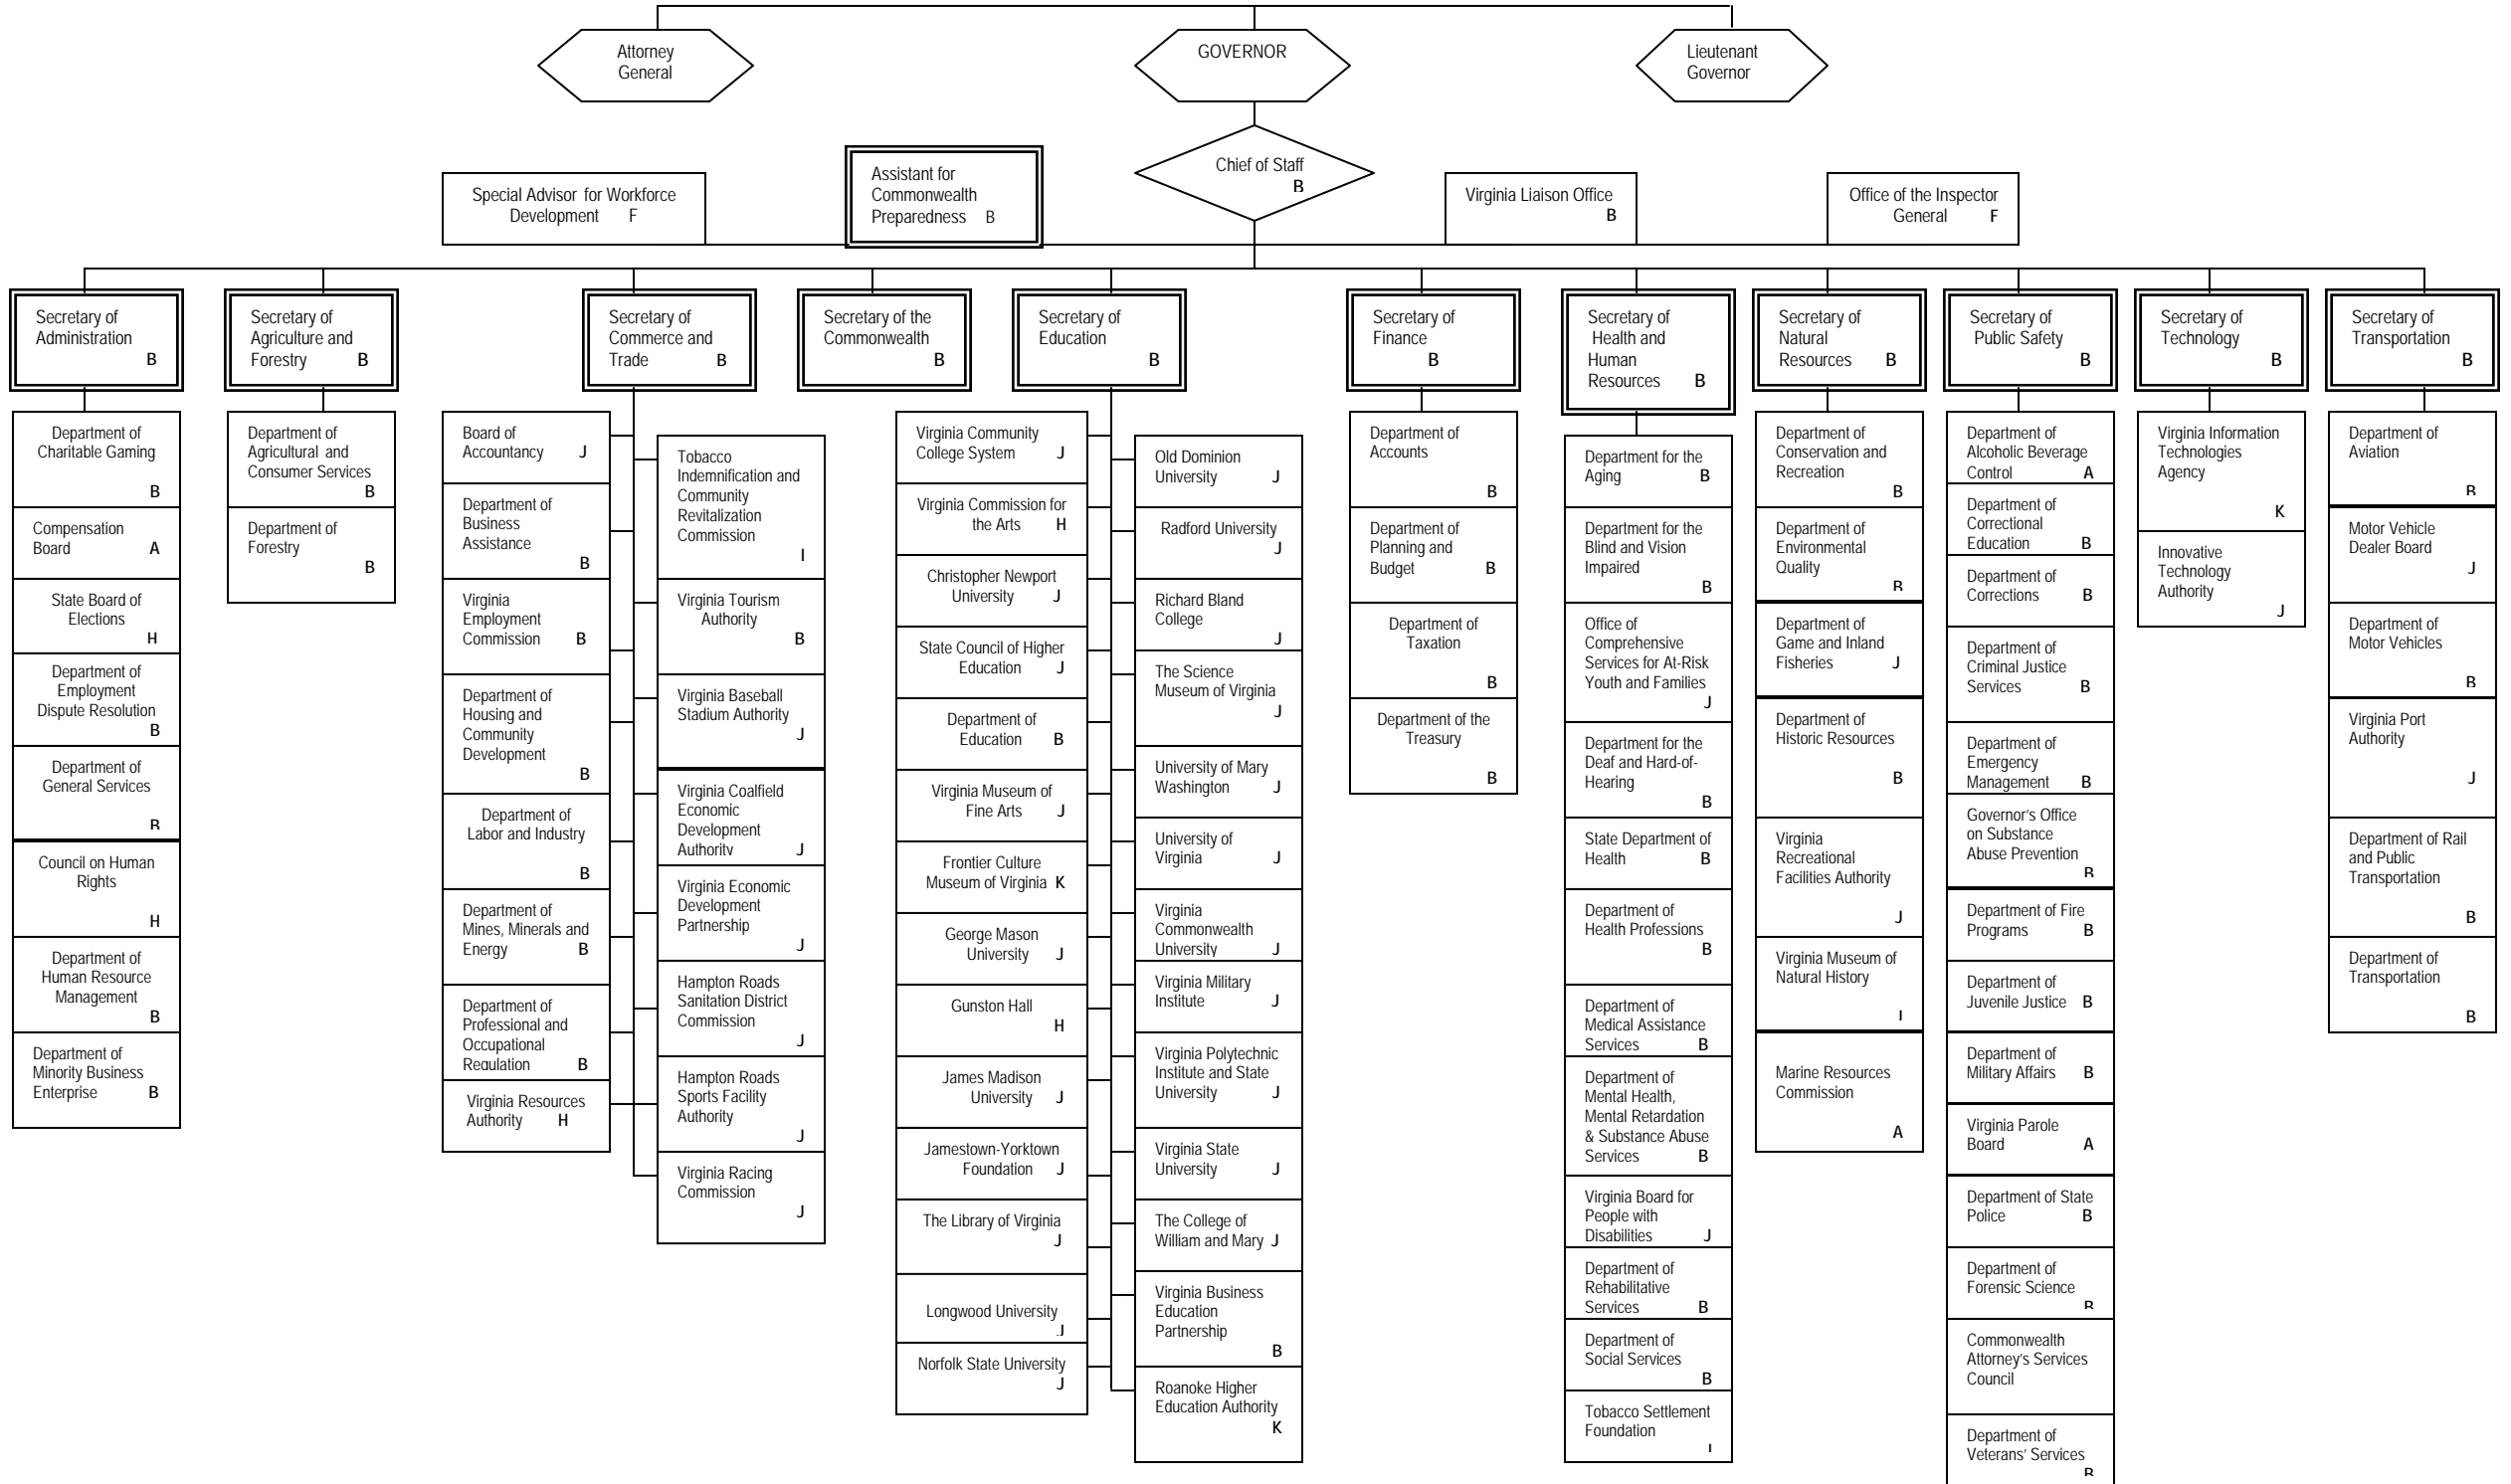 Attorney
General
GOVERNOR
Lieutenant
Governor
Chief of Staff
B
Special Advisor for Workforce
Development F
Assistant for
Commonwealth
Preparedness B
Virginia Liaison Office
B
Office of the Inspector
General F
Secretary of
Administration
B
Secretary of
Agriculture and
Forestry B
Secretary of
Commerce and
Trade B
Secretary of the
Commonwealth
B
Secretary of
Education
B
Secretary of
Finance
B
Secretary of
Health and
Human
Resources B
Secretary of
Natural
Resources B
Secretary of
Public Safety
B
Secretary of
Technology
B
Secretary of
Transportation
B
Department of
Charitable Gaming
B
Compensation
Board A
State Board of
Elections
H
Department of
Employment
Dispute Resolution
B
Department of
General Services
B
Council on Human
Rights
H
Department of
Human Resource
Management
B
Department of
Minority Business
Enterprise B
Department of
Agricultural and
Consumer Services
B
Department of
Forestry
B
Board of
Accountancy J
Department of
Business
Assistance
B
Virginia
Employment
Commission B
Department of
Housing and
Community
Development
B
Department of
Labor and Industry
B
Department of
Mines, Minerals and
Energy B
Department of
Professional and
Occupational
Regulation B
Virginia Resources
Authority H
Tobacco
Indemnification and
Community
Revitalization
Commission
I
Virginia Tourism
Authority
B
Virginia Baseball
Stadium Authority
J
Virginia Coalfield
Economic
Development
Authority J
Virginia Economic
Development
Partnership
J
Hampton Roads
Sanitation District
Commission
J
Hampton Roads
Sports Facility
Authority
J
Virginia Racing
Commission
J
Virginia Community
College System J
Virginia Commission for
the Arts H
Christopher Newport
University J
State Council of Higher
Education J
Department of
Education B
Virginia Museum of
Fine Arts J
Frontier Culture
Museum of Virginia K
George Mason
University J
Gunston Hall
H
James Madison
University J
Jamestown-Yorktown
Foundation J
The Library of Virginia
J
Longwood University
J
Norfolk State University
J
Old Dominion
University J
Radford University
J
Richard Bland
College
J
The Science
Museum of Virginia
J
University of Mary
Washington J
University of
Virginia J
Virginia
Commonwealth
University J
Virginia Military
Institute J
Virginia Polytechnic
Institute and State
University J
Virginia State
University J
The College of
William and Mary J
Virginia Business
Education
Partnership
B
Roanoke Higher
Education Authority
K
Department of
Accounts
B
Department of
Planning and
Budget B
Department of
Taxation
B
Department of the
Treasury
B
Department for the
Aging B
Department for the
Blind and Vision
Impaired
B
Office of
Comprehensive
Services for At-Risk
Youth and Families
J
Department for the
Deaf and Hard-of-
Hearing
B
State Department of
Health B
Department of
Health Professions
B
Department of
Medical Assistance
Services B
Department of
Mental Health,
Mental Retardation
& Substance Abuse
Services B
Virginia Board for
People with
Disabilities J
Department of
Rehabilitative
Services B
Department of
Social Services
B
Tobacco Settlement
Foundation
Department of
Conservation and
Recreation
B
Department of
Environmental
Quality
B
Department of
Game and Inland
Fisheries J
Department of
Historic Resources
B
Virginia
Recreational
Facilities Authority
J
Virginia Museum of
Natural History
Marine Resources
Commission
A
Department of
Alcoholic Beverage
Control A
Department of
Correctional
Education B
Department of
Corrections B
Department of
Criminal Justice
Services B
Department of
Emergency
Management B
Governor's Office
on Substance
Abuse Prevention
B
Department of Fire
Programs B
Department of
Juvenile Justice B
Department of
Military Affairs B
Virginia Parole
Board A
Department of State
Police B
Department of
Forensic Science
B
Commonwealth
Attorney's Services
Council
Department of
Veterans' Services
B
Virginia Information
Technologies
Agency
K
Innovative
Technology
Authority
J
Department of
Aviation
B
Motor Vehicle
Dealer Board
J
Department of
Motor Vehicles
B
Virginia Port
Authority
J
Department of Rail
and Public
Transportation
B
Department of
Transportation
B